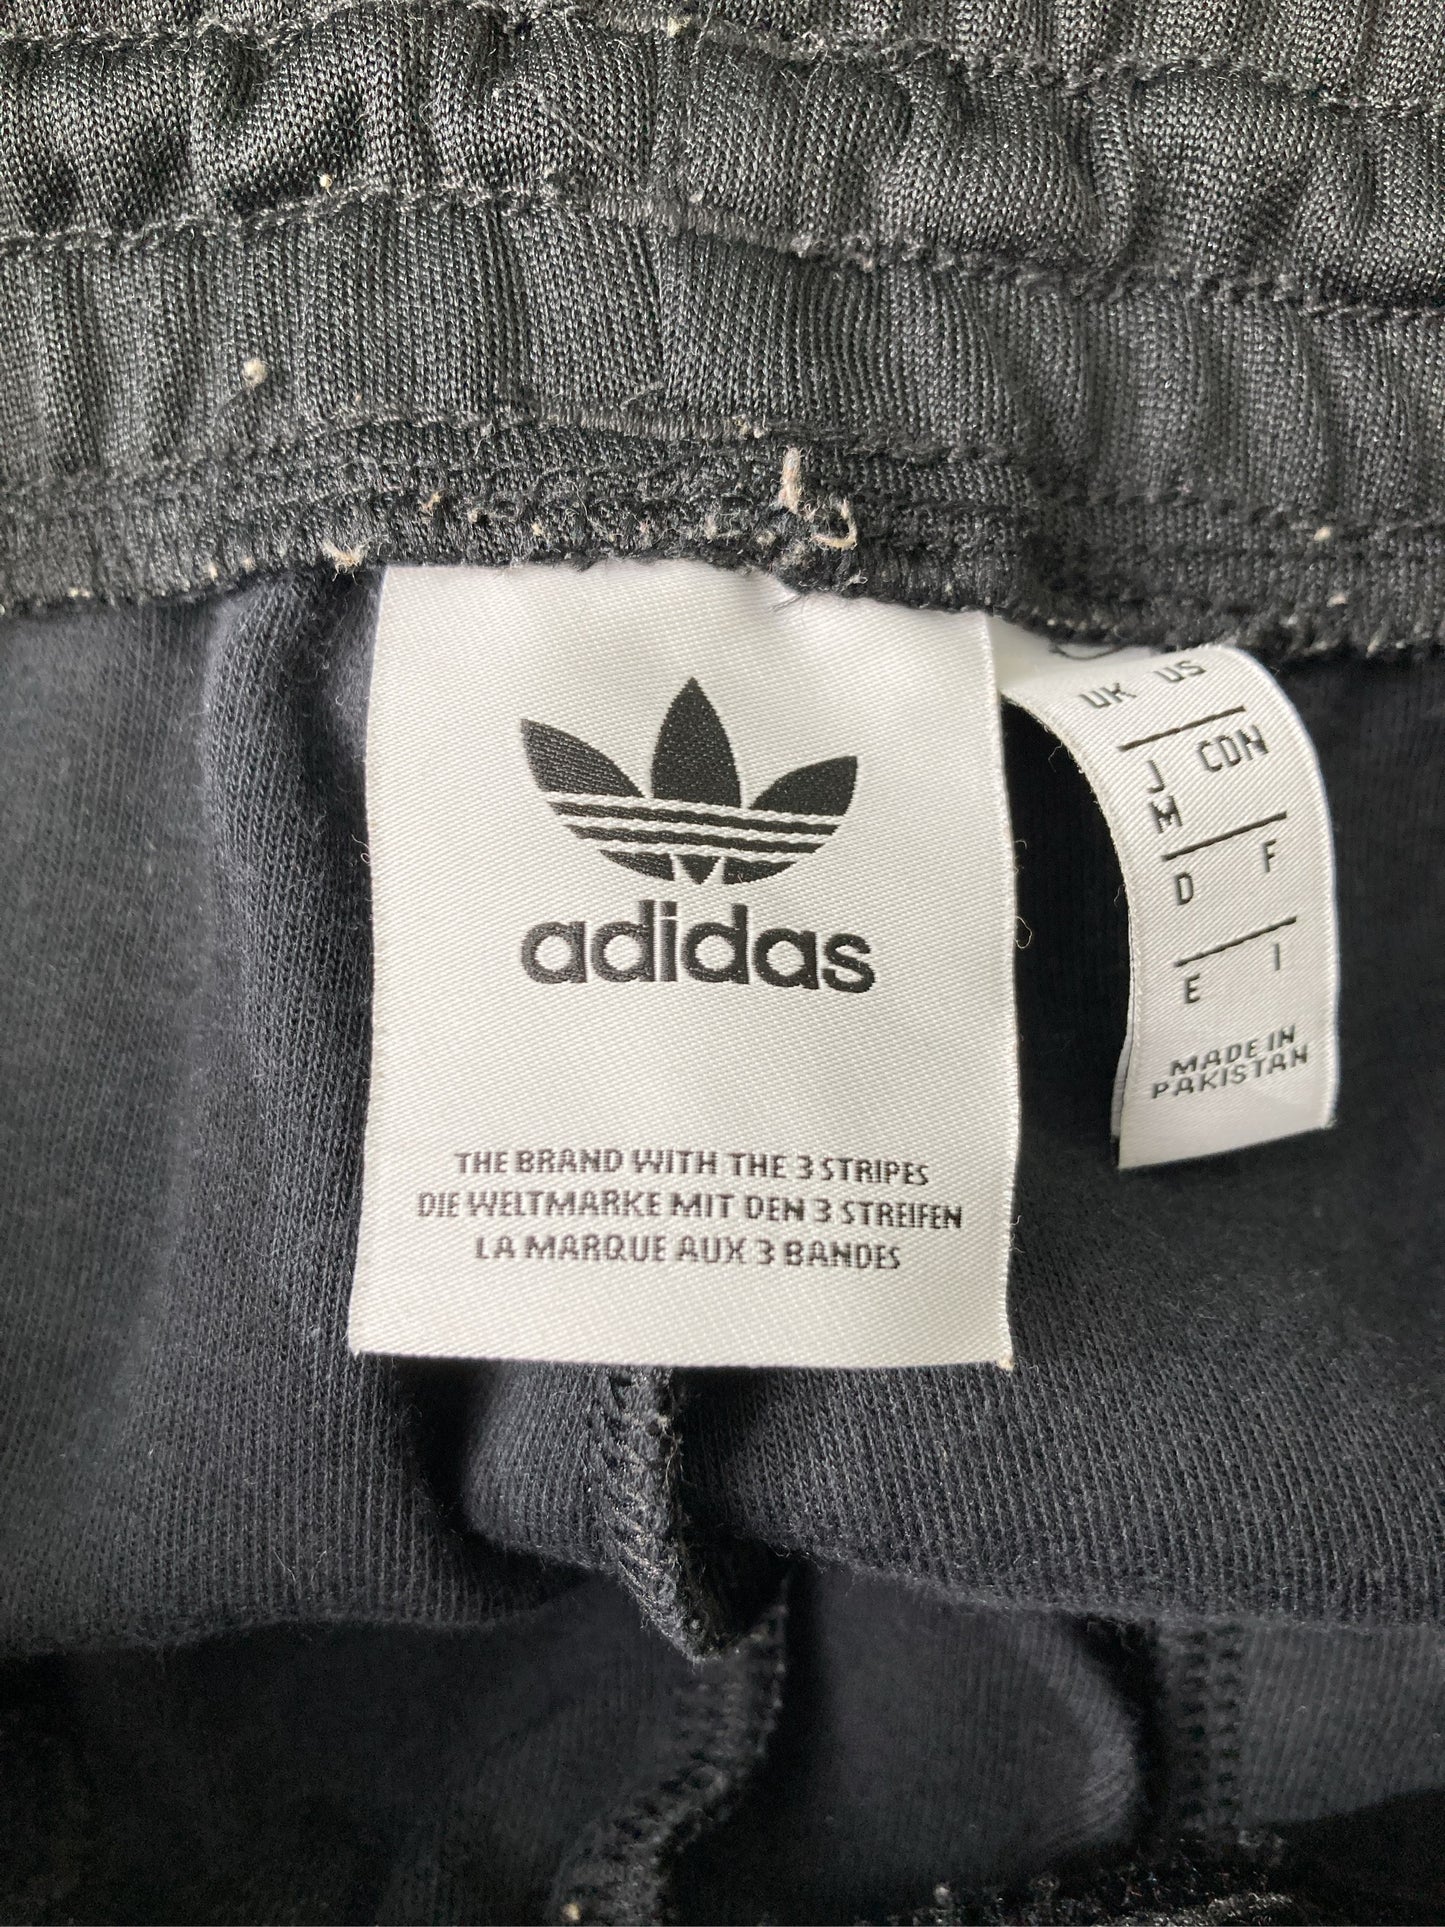 adidas
THE BRAND WITH THE 3 STRIPES
DIE WELTMARKE MIT DEN 3 STREIFEN
LA MARQUE AUX 3 BANDES
UK US
J CDN
M
D F
E I
MADE IN
PAKISTAN